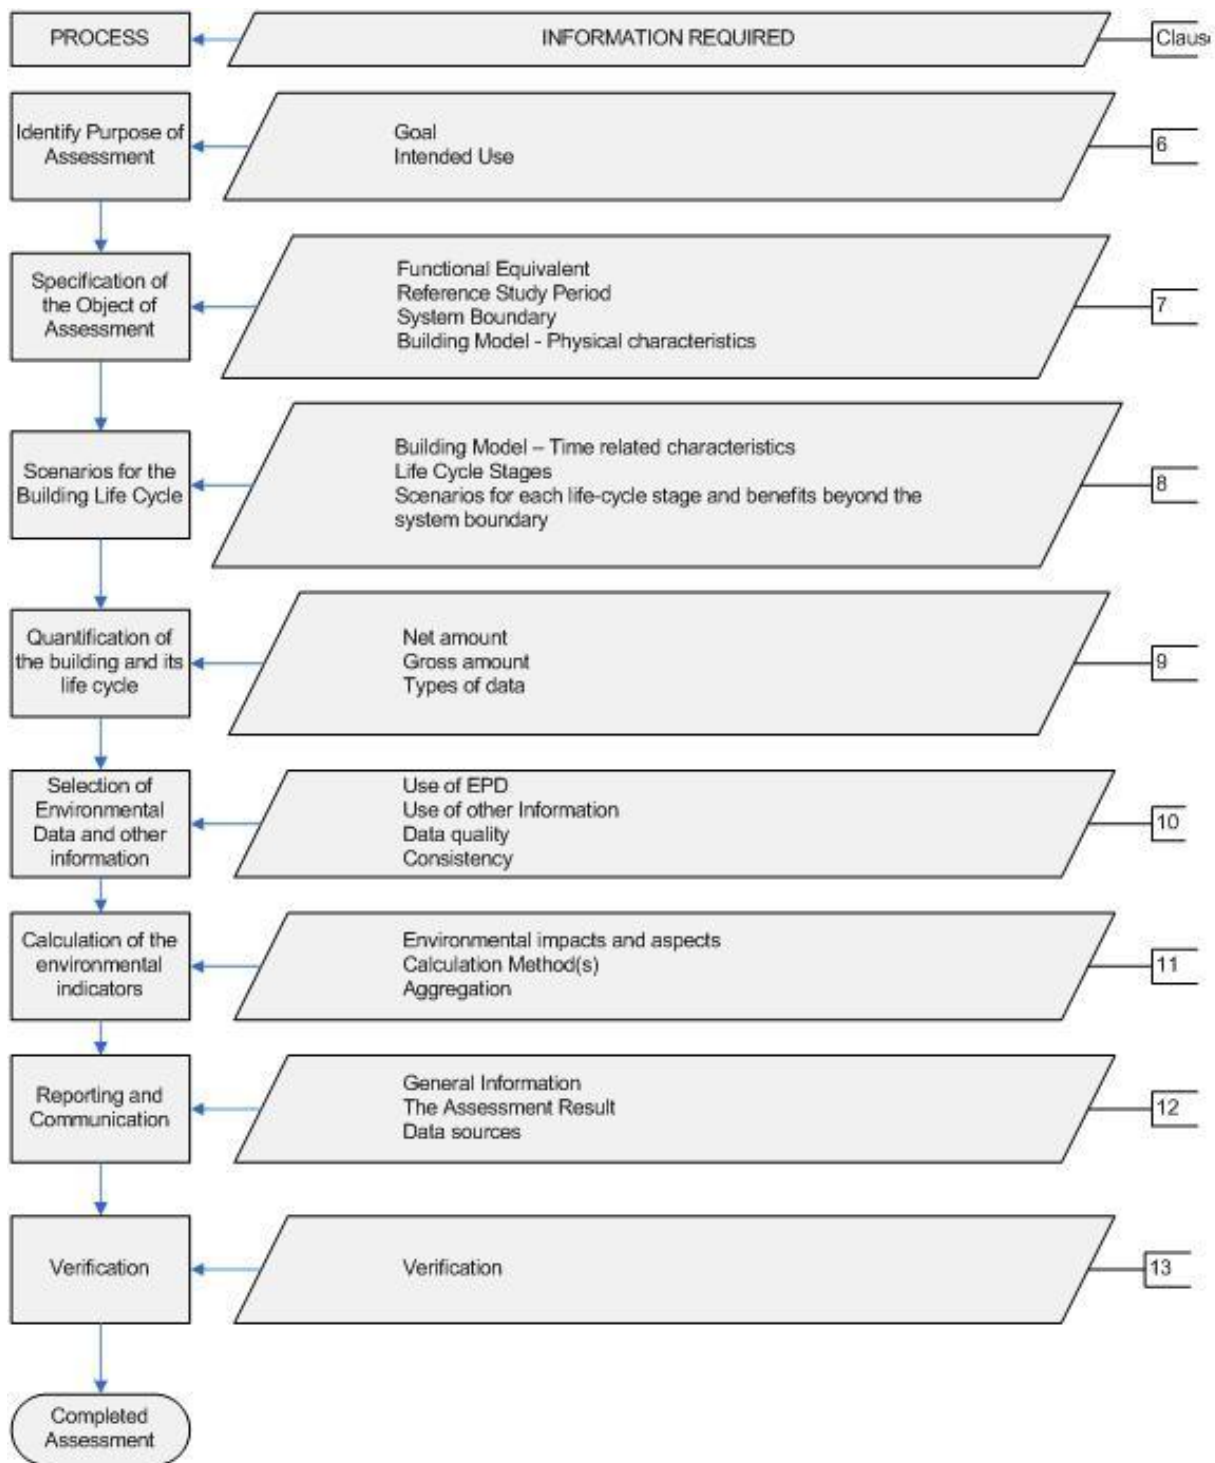 PROCESS
INFORMATION REQUIRED
Claus
Identify Purpose of
Assessment
Goal
Intended Use
6
Specification of
the Object of
Assessment
Functional Equivalent
Reference Study Period
System Boundary
Building Model - Physical characteristics
7
Scenarios for the
Building Life Cycle
Building Model – Time related characteristics
Life Cycle Stages
Scenarios for each life-cycle stage and benefits beyond the
system boundary
8
Quantification of
the building and its
life cycle
Net amount
Gross amount
Types of data
9
Selection of
Environmental
Data and other
information
Use of EPD
Use of other Information
Data quality
Consistency
10
Calculation of the
environmental
indicators
Environmental impacts and aspects
Calculation Method(s)
Aggregation
11
Reporting and
Communication
General Information
The Assessment Result
Data sources
12
Verification
Verification
13
Completed
Assessment